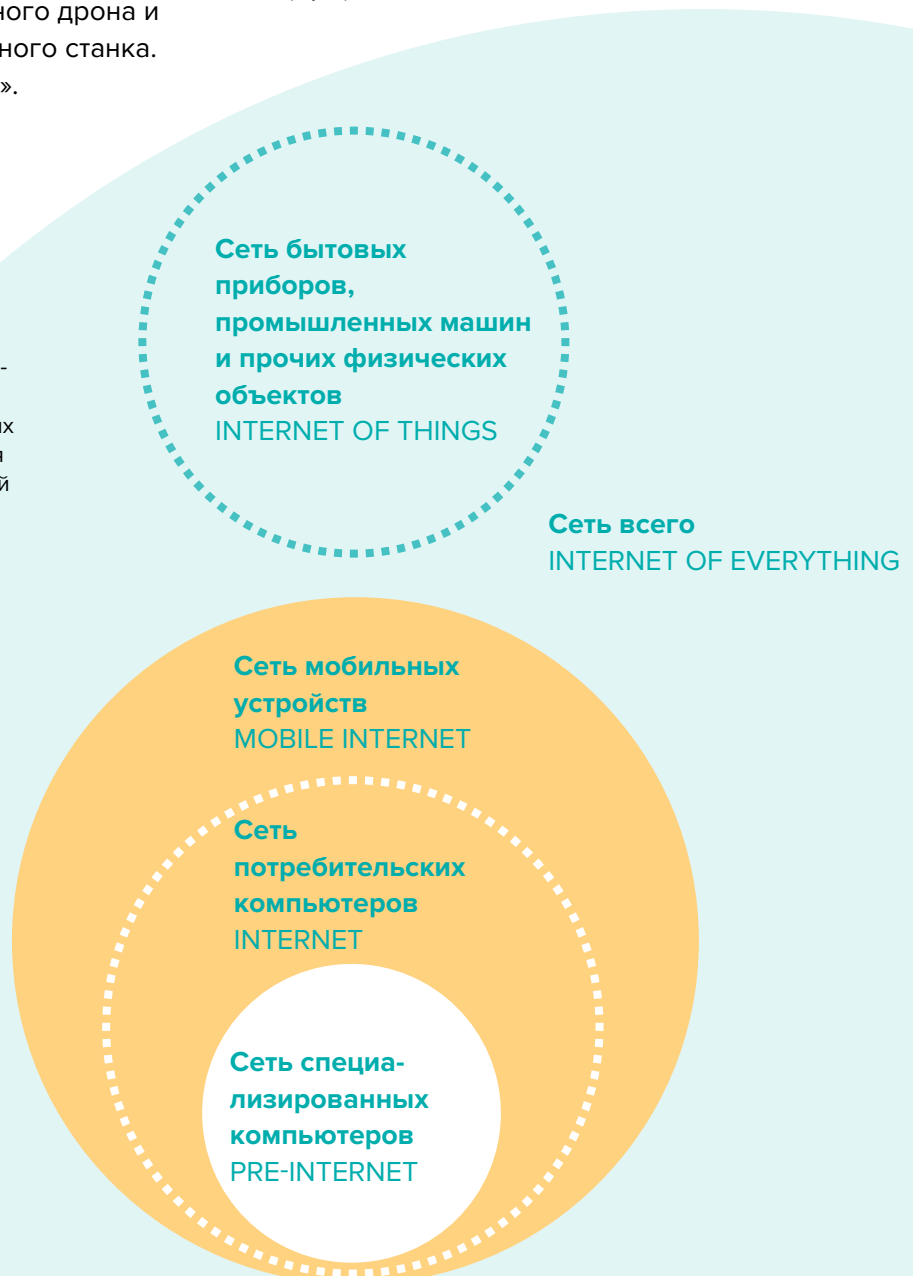 ного дрона и
ного станка.
».
Сеть бытовых
приборов,
промышленных машин
и прочих физических
объектов
INTERNET OF THINGS
-
их
я
й
Сеть всего
INTERNET OF EVERYTHING
Сеть мобильных
устройств
MOBILE INTERNET
Сеть
потребительских
компьютеров
INTERNET
Сеть специа-
лизированных
компьютеров
PRE-INTERNET